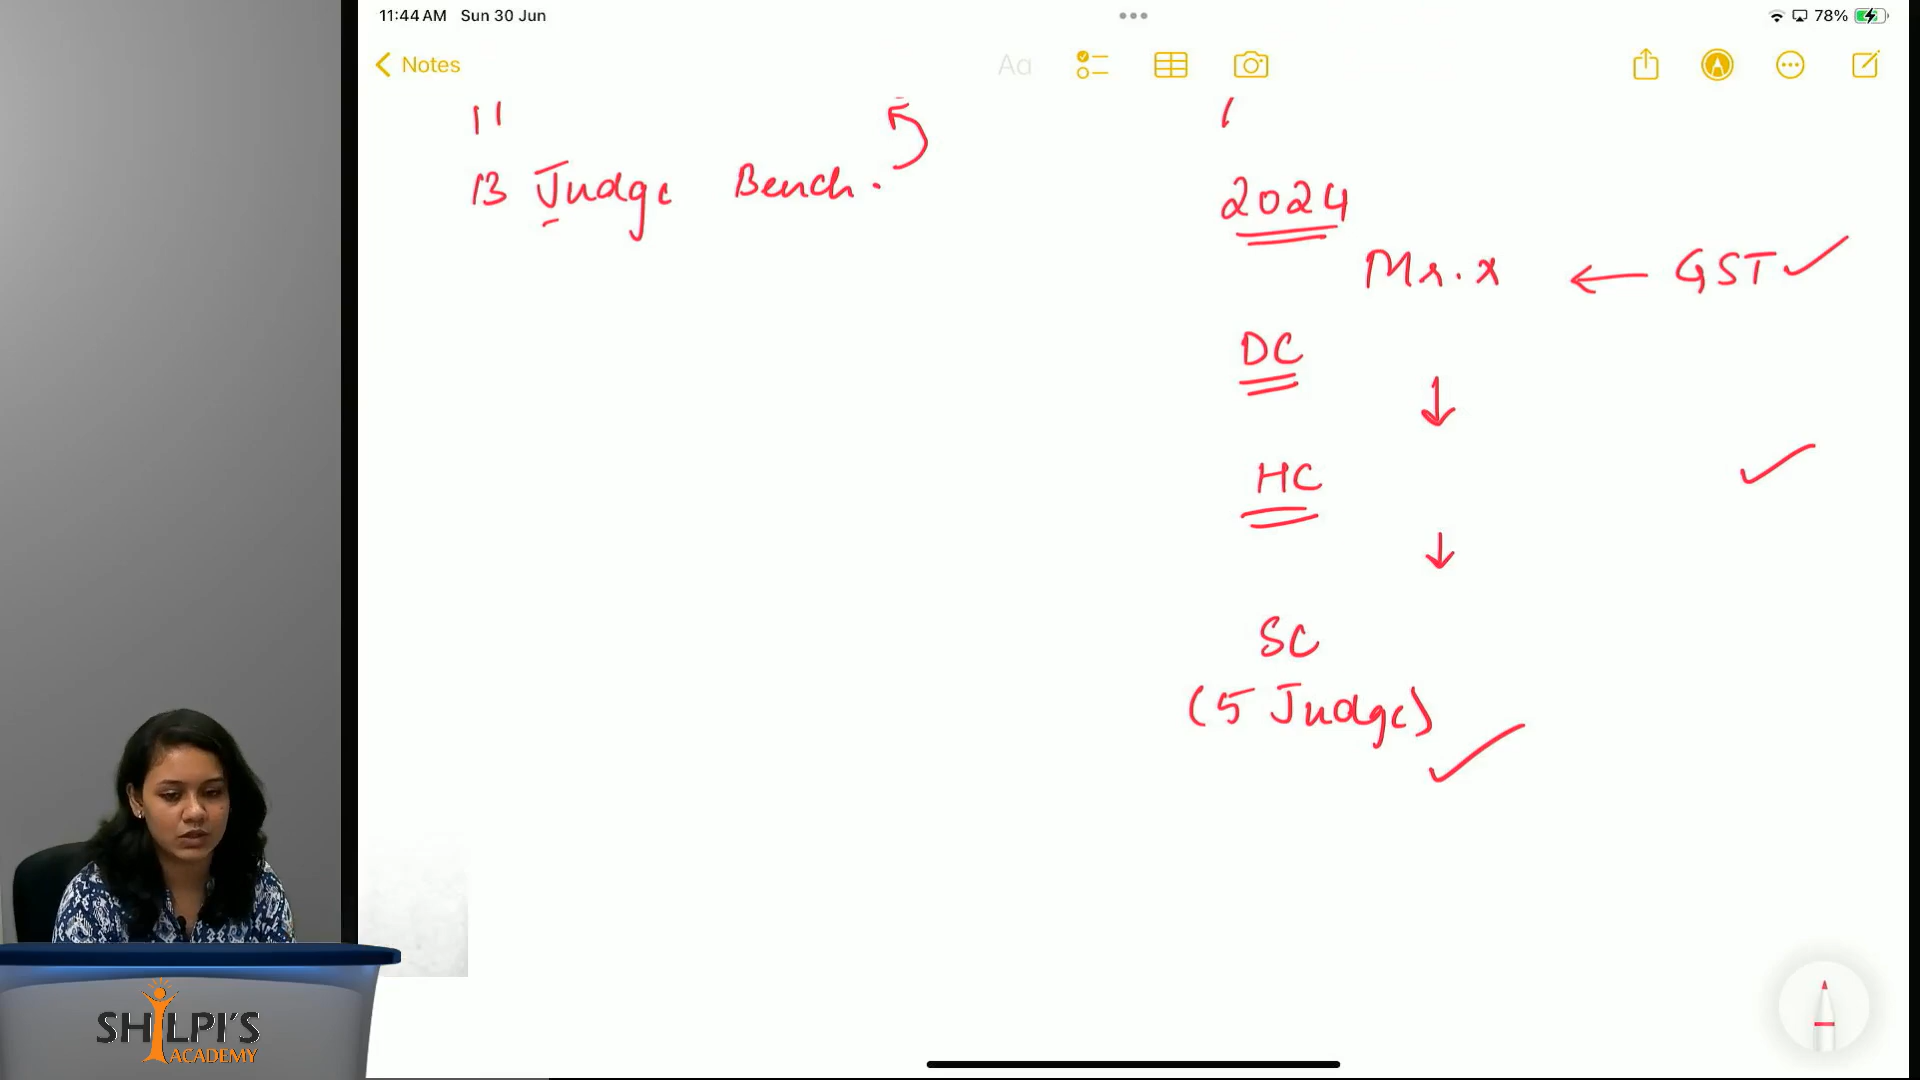 11:44 AM Sun 30 Jun
78%
Notes
Aa
13 Judge Bench.
2024
Mr. x ← GST ✓
DC
↓
HC
✓
↓
SC
(5 Judge)
✓
SHILPI'S
ACADEMY